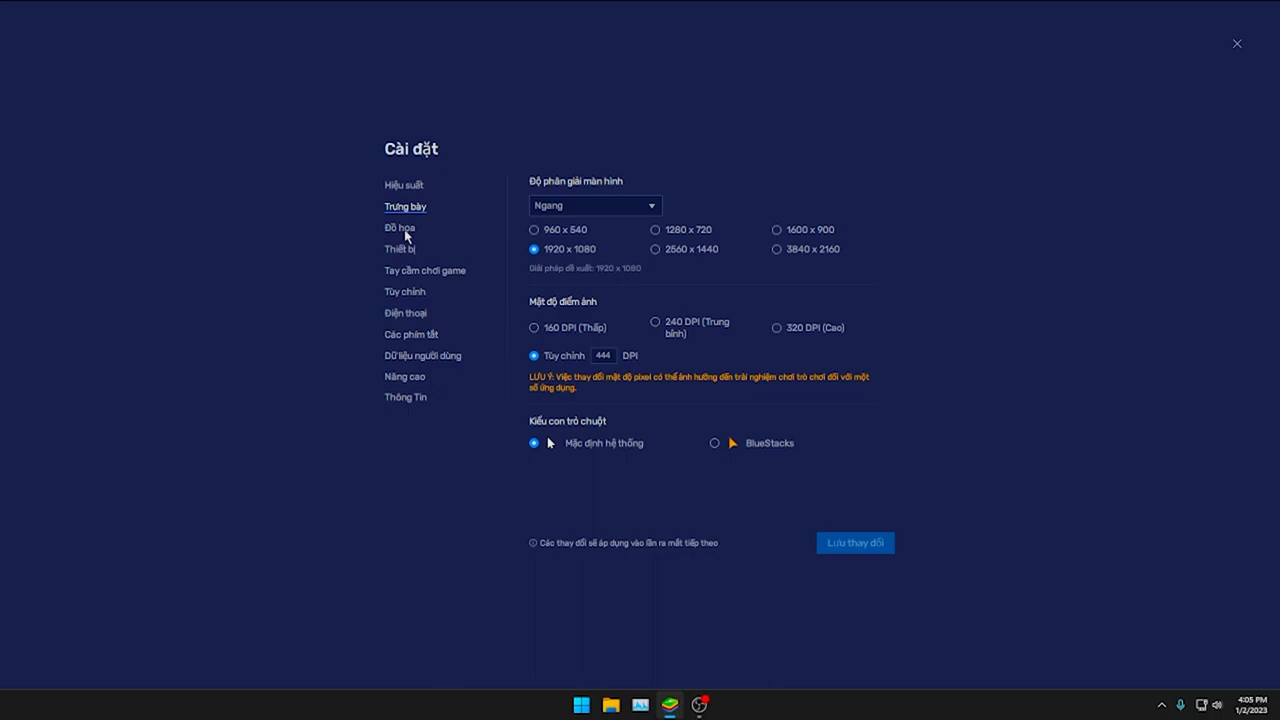 Cài đặt
Hiệu suất
Trưng bày
Đồ họa
Thiết bị
Tay cầm chơi game
Tùy chỉnh
Điện thoại
Các phím tắt
Dữ liệu người dùng
Nâng cao
Thông Tin
Độ phân giải màn hình
Ngang
960 x 540
1280 x 720
1600 x 900
1920 x 1080
2560 x 1440
3840 x 2160
Giải pháp đề xuất: 1920 x 1080
Mật độ điểm ảnh
160 DPI (Thấp)
240 DPI (Trung
bình)
320 DPI (Cao)
Tùy chỉnh 444 DPI
LƯU Ý: Việc thay đổi mật độ pixel có thể ảnh hưởng đến trải nghiệm chơi trò chơi đối với một
số ứng dụng.
Kiểu con trỏ chuột
Mặc định hệ thống
BlueStacks
Các thay đổi sẽ áp dụng vào lần ra mắt tiếp theo
Lưu thay đổi
4:05 PM
1/2/2023